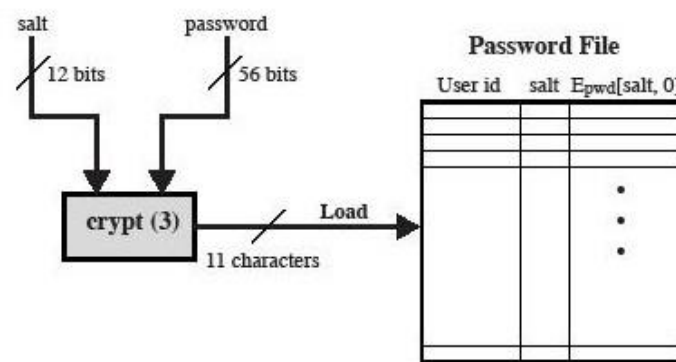 salt password
12 bits 56 bits
Password File
User id salt Epwd[salt, 0]
crypt (3)
Load
11 characters